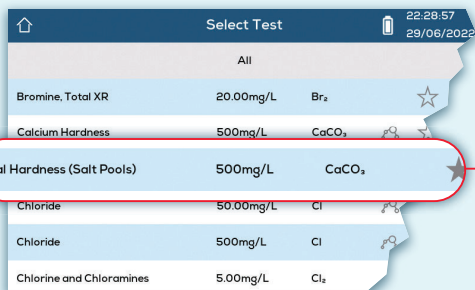 Select Test
22:28:57
29/06/2022
All
Bromine, Total XR 20.00mg/L Br₂
Calcium Hardness 500mg/L CaCO₃
al Hardness (Salt Pools) 500mg/L CaCO₃
Chloride 50.00mg/L Cl
Chloride 500mg/L Cl
Chlorine and Chloramines 5.00mg/L Cl₂